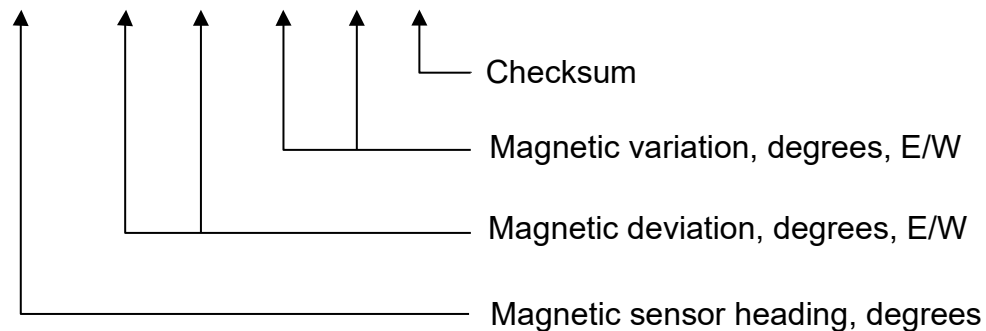 Checksum
Magnetic variation, degrees, E/W
Magnetic deviation, degrees, E/W
Magnetic sensor heading, degrees